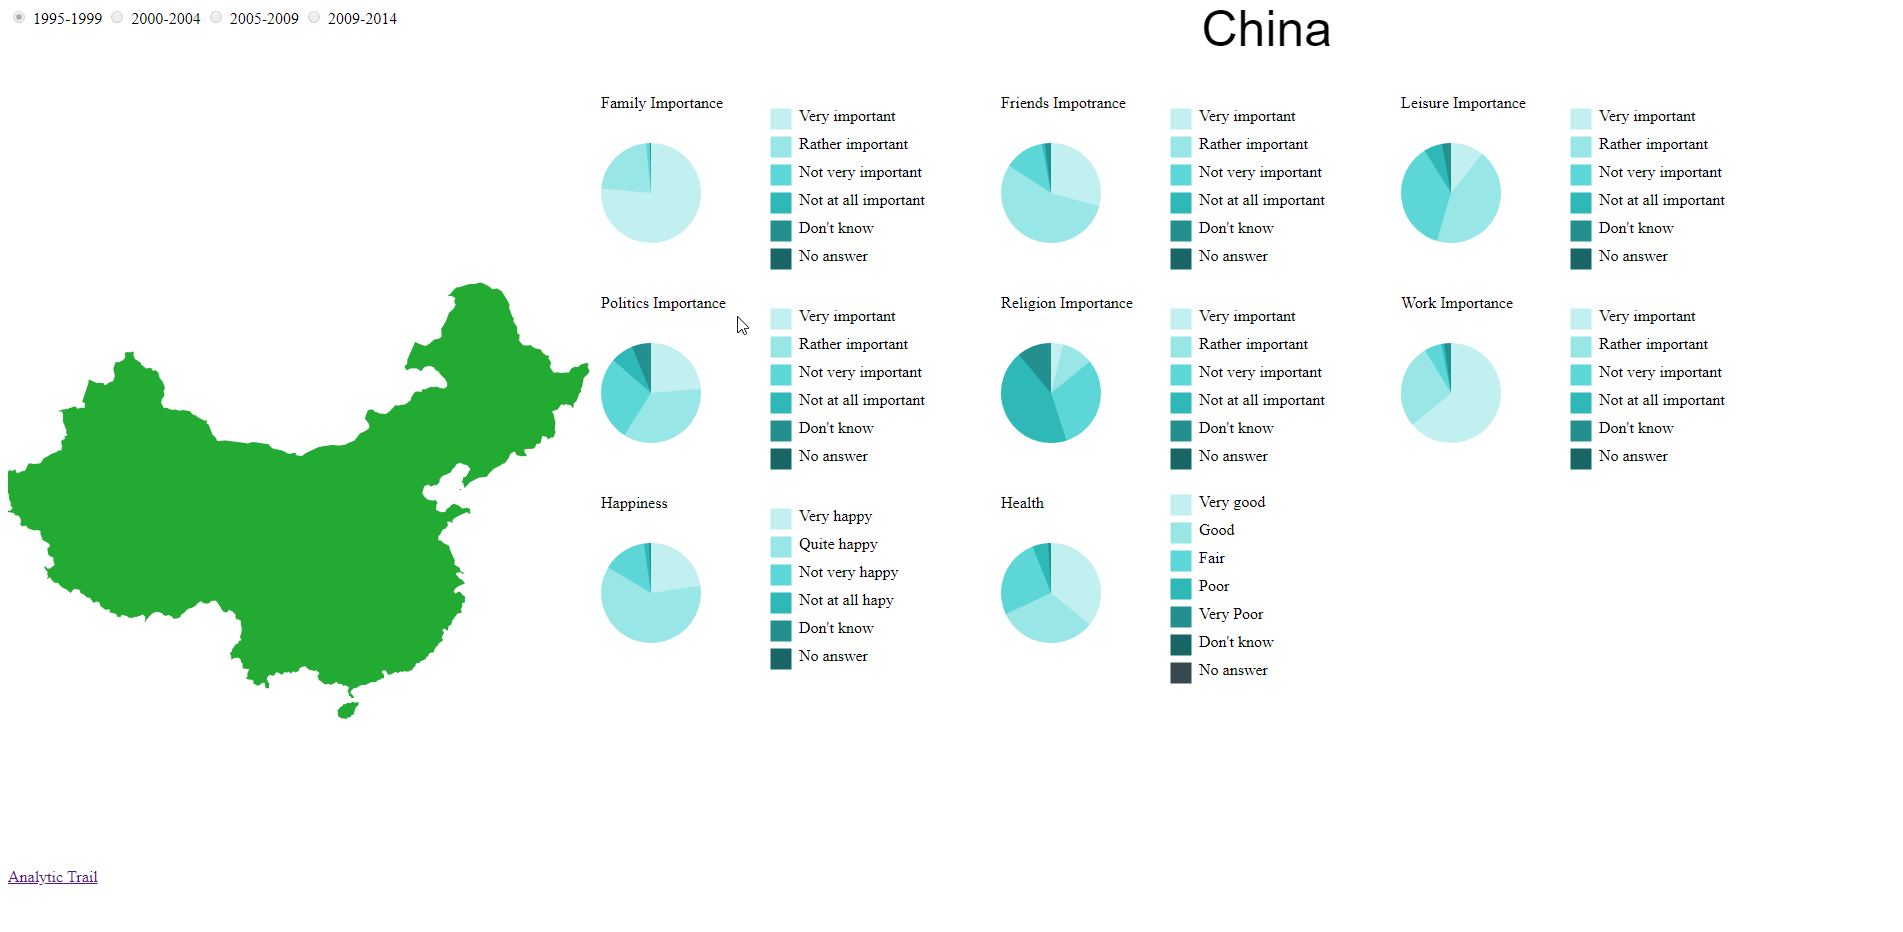 1995-1999 2000-2004 2005-2009 2009-2014
China
Family Importance
Very important
Rather important
Not very important
Not at all important
Don't know
No answer
Friends Impotrance
Very important
Rather important
Not very important
Not at all important
Don't know
No answer
Leisure Importance
Very important
Rather important
Not very important
Not at all important
Don't know
No answer
Politics Importance
Very important
Rather important
Not very important
Not at all important
Don't know
No answer
Religion Importance
Very important
Rather important
Not very important
Not at all important
Don't know
No answer
Work Importance
Very important
Rather important
Not very important
Not at all important
Don't know
No answer
Happiness
Very happy
Quite happy
Not very happy
Not at all hapy
Don't know
No answer
Health
Very good
Good
Fair
Poor
Very Poor
Don't know
No answer
Analytic Trail